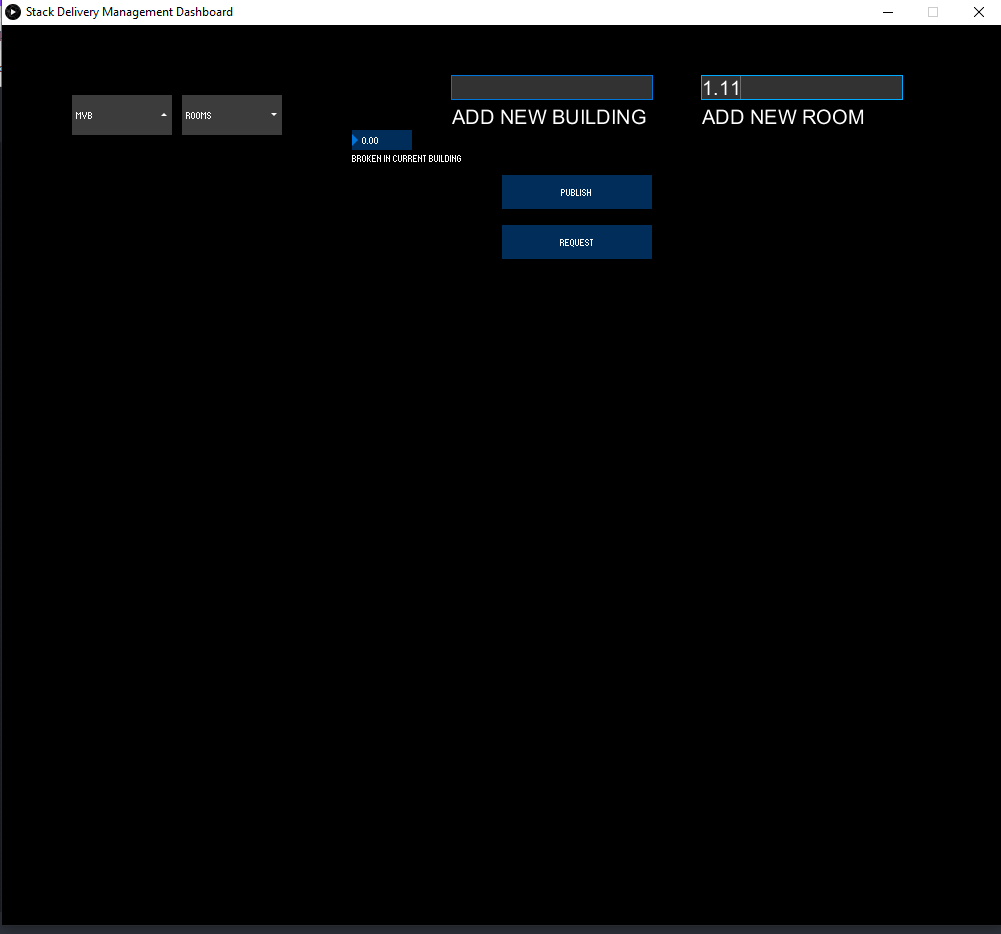 Stack Delivery Management Dashboard
1.11
MVB
ROOMS
ADD NEW BUILDING
ADD NEW ROOM
0.00
BROKEN IN CURRENT BUILDING
PUBLISH
REQUEST